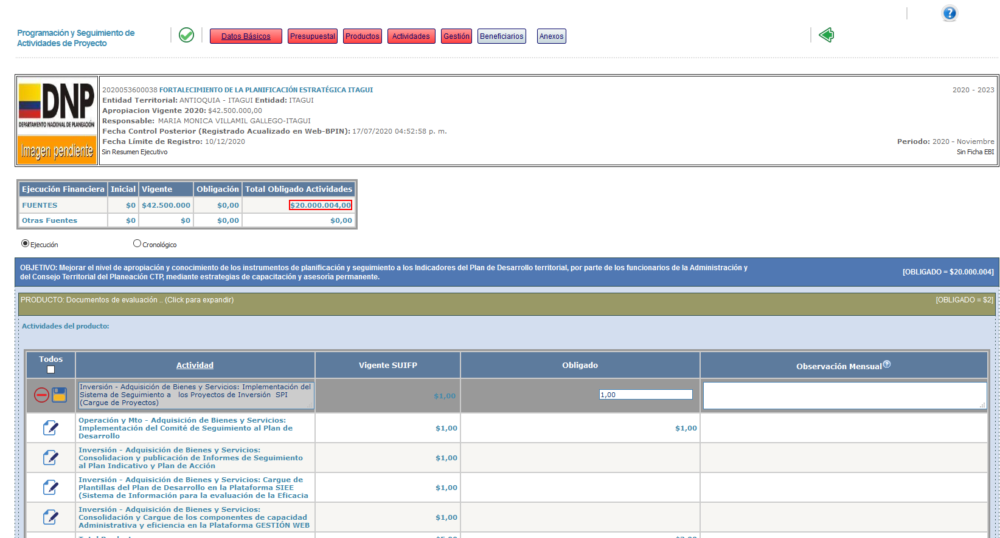 Programación y Seguimiento de
Actividades de Proyecto
Datos Básicos
Presupuestal
Productos
Actividades
Gestión
Beneficiarios
Anexos
DNP
DEPARTAMENTO NACIONAL DE PLANEACIÓN
Imagen pendiente
2020053600038 FORTALECIMIENTO DE LA PLANIFICACIÓN ESTRATÉGICA ITAGUI
2020 - 2023
Entidad Territorial: ANTIOQUIA - ITAGUI Entidad: ITAGUI
Apropiacion Vigente 2020: $42.500.000,00
Responsable: MARIA MONICA VILLAMIL GALLEGO-ITAGUI
Fecha Control Posterior (Registrado Acualizado en Web-BPIN): 17/07/2020 04:52:58 p. m.
Fecha Límite de Registro: 10/12/2020
Periodo: 2020 - Noviembre
Sin Resumen Ejecutivo
Sin Ficha EBI
Ejecución Financiera Inicial Vigente Obligación Total Obligado Actividades
FUENTES $0 $42.500.000 $0,00 $20.000.004,00
Otras Fuentes $0 $0 $0,00 $0,00
Ejecución
Cronológico
OBJETIVO: Mejorar el nivel de apropiación y conocimiento de los instrumentos de planificación y seguimiento a los Indicadores del Plan de Desarrollo territorial, por parte de los funcionarios de la Administración y
del Consejo Territorial del Planeación CTP, mediante estrategias de capacitación y asesoría permanente.
[OBLIGADO = $20.000.004]
PRODUCTO: Documentos de evaluación .. (Click para expandir)
[OBLIGADO = $2]
Actividades del producto:
Todos
Actividad
Vigente SUIFP
Obligado
Observación Mensual
Inversión - Adquisición de Bienes y Servicios: Implementación del
Sistema de Seguimiento a los Proyectos de Inversión SPI
(Cargue de Proyectos)
$1,00
1,00
Operación y Mto - Adquisición de Bienes y Servicios:
Implementación del Comité de Seguimiento al Plan de
Desarrollo
$1,00
$1,00
Inversión - Adquisición de Bienes y Servicios:
Consolidacion y publicación de Informes de Seguimiento
al Plan Indicativo y Plan de Acción
$1,00
Inversión - Adquisición de Bienes y Servicios: Cargue de
Plantillas del Plan de Desarrollo en la Plataforma SIEE
(Sistema de Información para la evaluación de la Eficacia
$1,00
Inversión - Adquisición de Bienes y Servicios:
Consolidación y Cargue de los componentes de capacidad
Administrativa y eficiencia en la Plataforma GESTIÓN WEB
$1,00